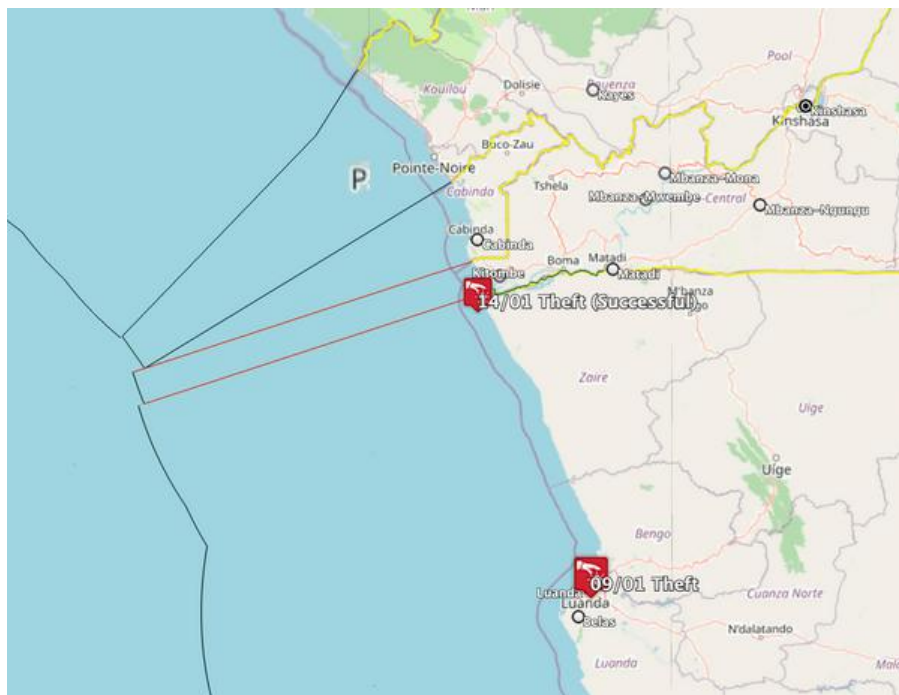 Kouilou
Dolisie
Bouenza
Kayes
Pool
Kinshasa
Kinshasa
Buco-Zau
Pointe-Noire
P
Cabinda
Tshela
Mbanza-Mona
Mbanza-Mwembe
-Central
Mbanza-Ngungu
Cabinda
Cabinda
Boma
Matadi
Kitombe
Matadi
14/01 Theft (Successful)
M'banza
Zaire
Uige
Uíge
Bengo
09/01 Theft
Luanda
Luanda
Cuanza Norte
Belas
N'dalatando
Luanda